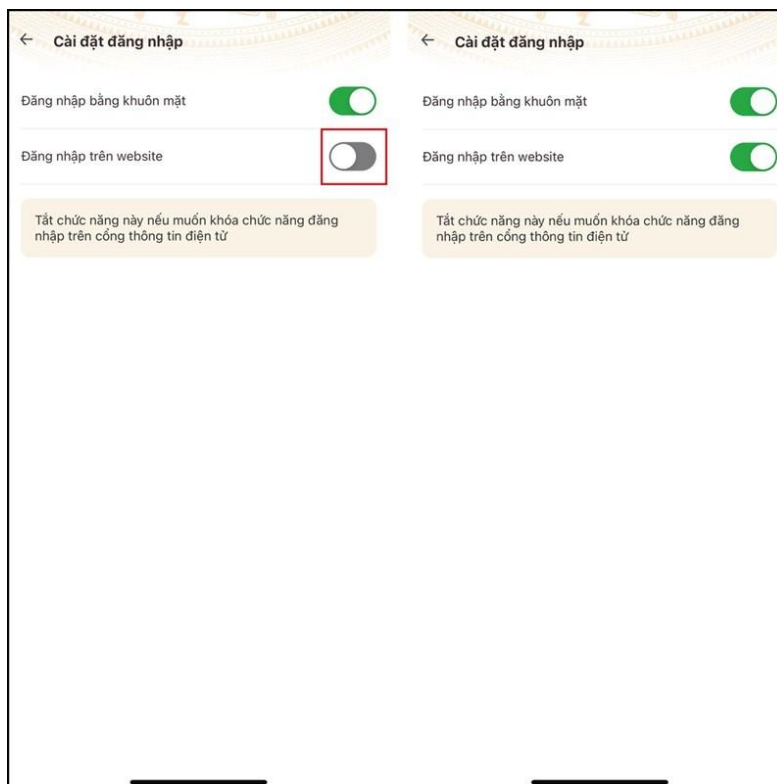 Cài đặt đăng nhập
Đăng nhập bằng khuôn mặt
Đăng nhập trên website
Tắt chức năng này nếu muốn khóa chức năng đăng
nhập trên cổng thông tin điện tử
Cài đặt đăng nhập
Đăng nhập bằng khuôn mặt
Đăng nhập trên website
Tắt chức năng này nếu muốn khóa chức năng đăng
nhập trên cổng thông tin điện tử